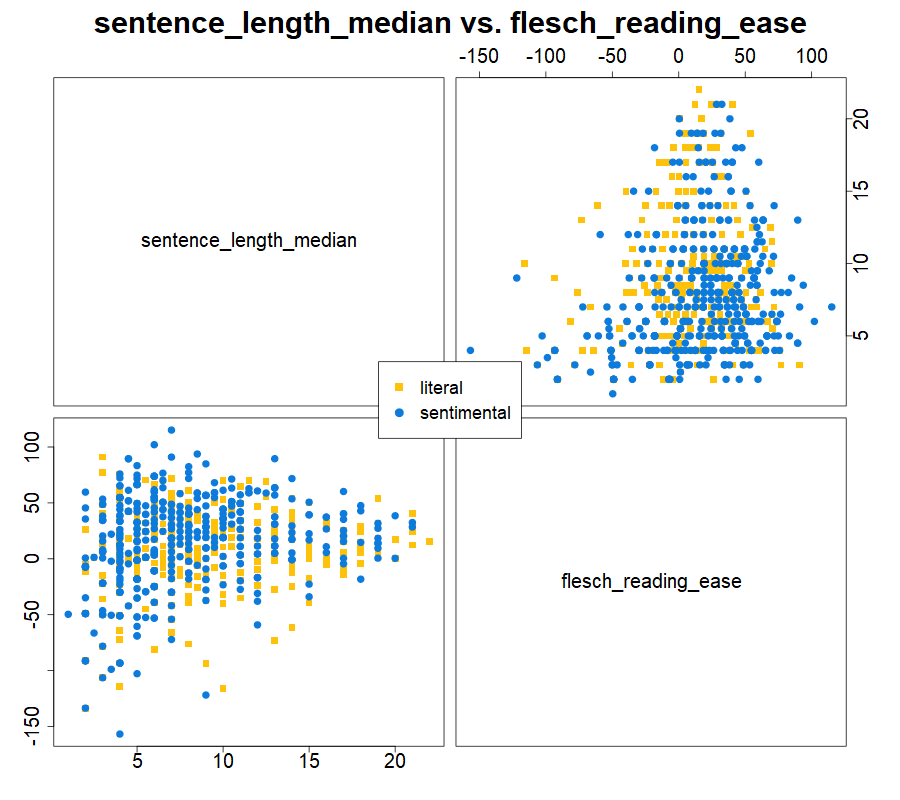 sentence_length_median vs. flesch_reading_ease
-150 -100 -50 0 50 100
sentence_length_median
20
15
10
5
literal
sentimental
100
50
0
-50
-150
flesch_reading_ease
5 10 15 20